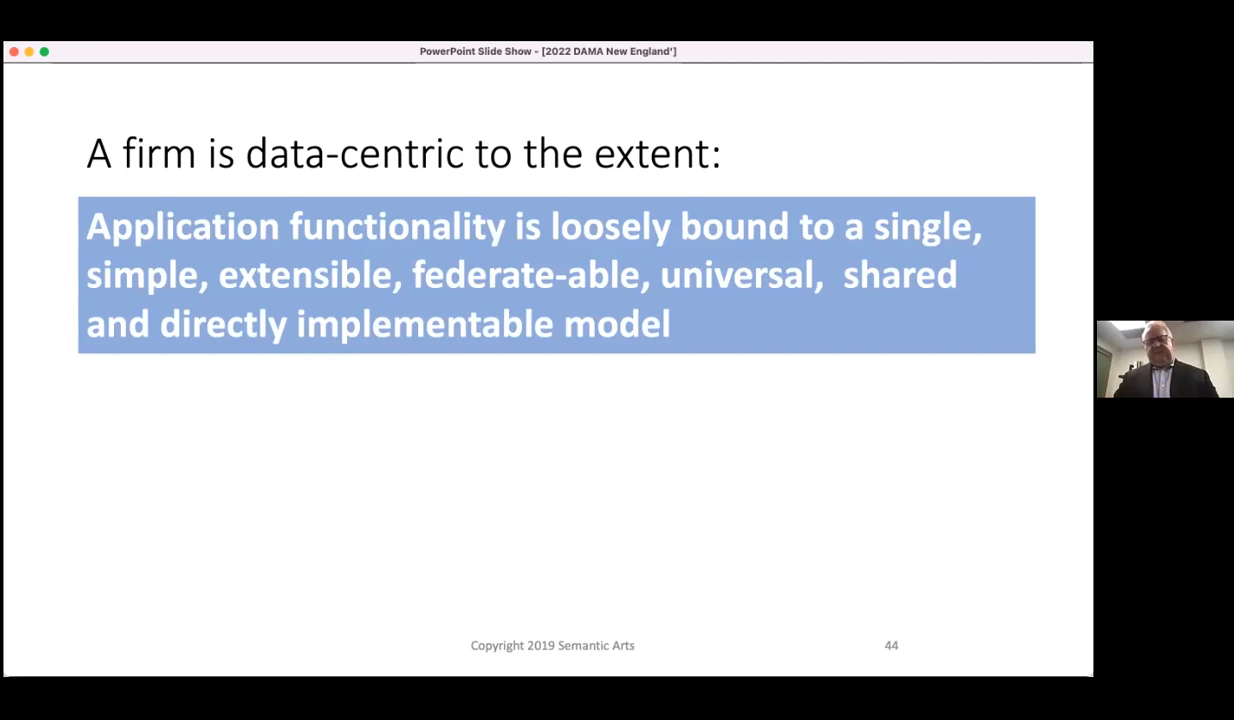 PowerPoint Slide Show - [2022 DAMA New England']
A firm is data-centric to the extent:
Application functionality is loosely bound to a single,
simple, extensible, federate-able, universal,  shared
and directly implementable model
Copyright 2019 Semantic Arts
44